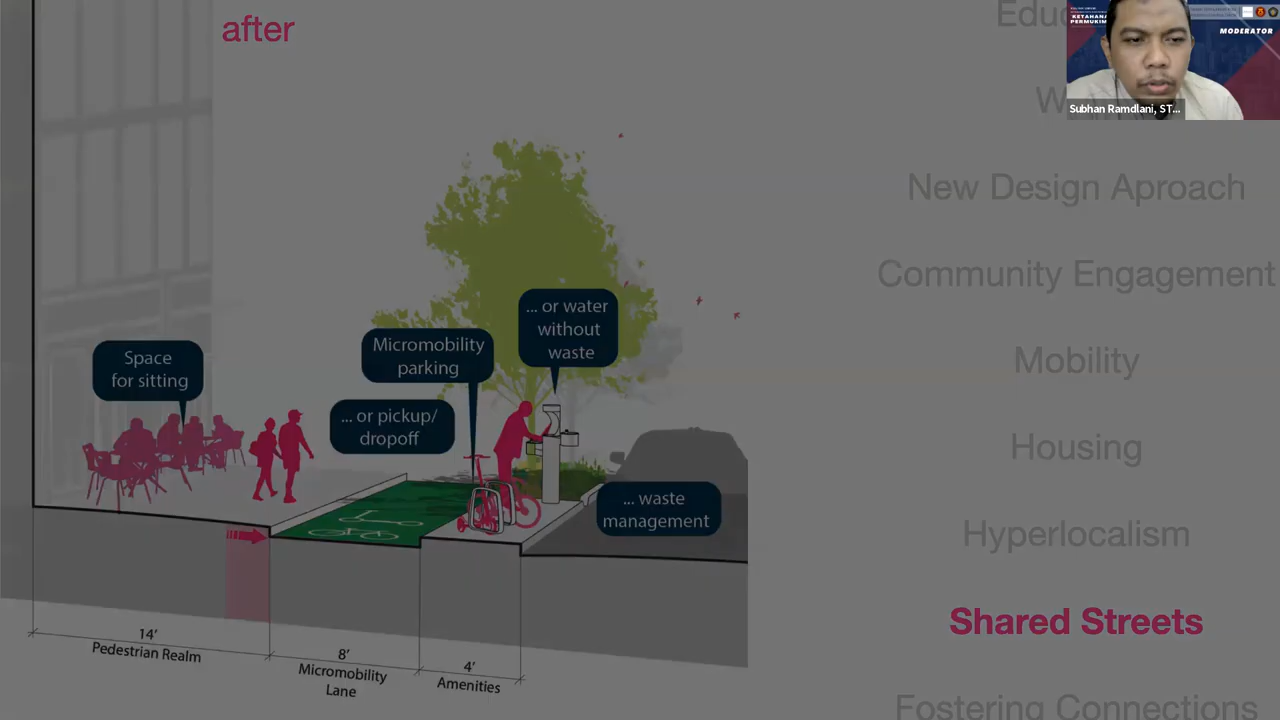 after
Space
for sitting
Micromobility
parking
... or pickup/
dropoff
... or water
without
waste
... waste
management
14'
Pedestrian Realm
8'
Micromobility
Lane
4'
Amenities
New Design Aproach
Community Engagement
Mobility
Housing
Hyperlocalism
Shared Streets
Fostering Connections
MODERATOR
Subhan Ramdlani, ST...